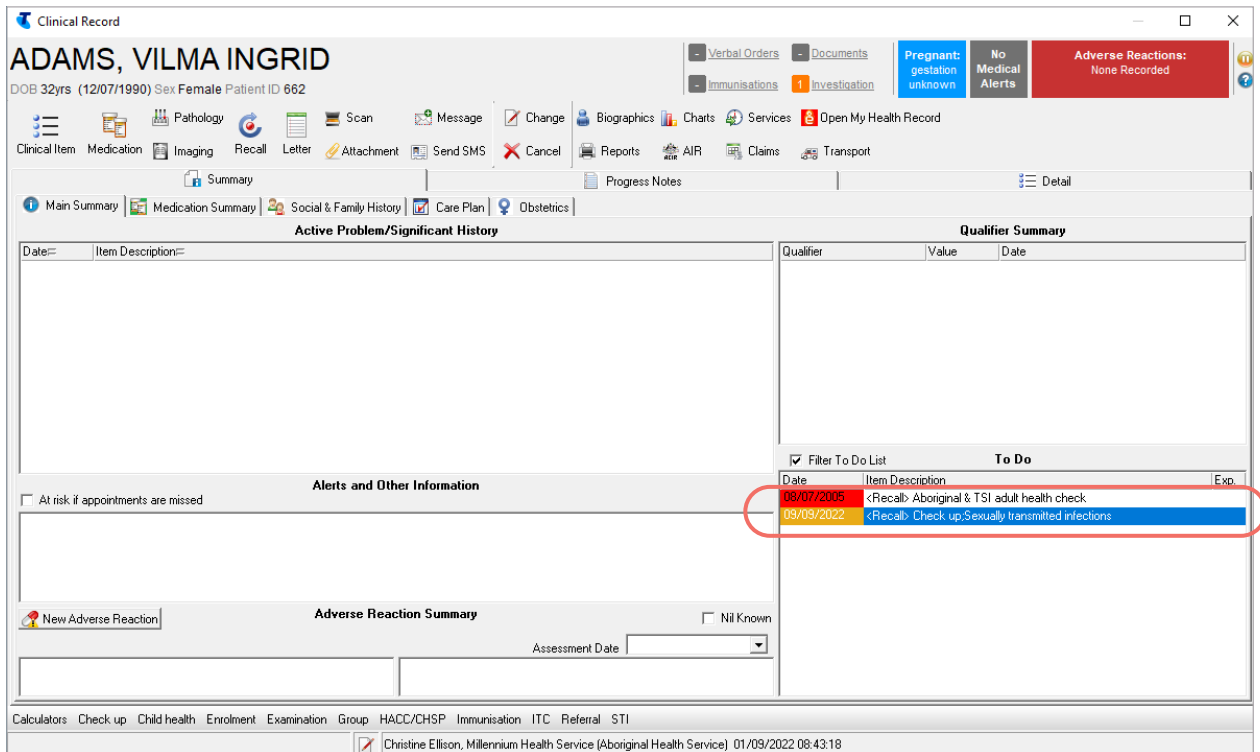 Clinical Record
ADAMS, VILMA INGRID
DOB 32yrs (12/07/1990) Sex Female Patient ID 662
- Verbal Orders - Documents
- Immunisations 1 Investigation
Pregnant:
gestation
unknown
No
Medical
Alerts
Adverse Reactions:
None Recorded
Clinical Item Medication Pathology Imaging Recall Letter Scan Attachment Message Send SMS Change Cancel Biographics Reports Charts AIR Services Claims Open My Health Record Transport
Summary Progress Notes Detail
Main Summary Medication Summary Social & Family History Care Plan Obstetrics
Active Problem/Significant History
Date Item Description
Qualifier Summary
Qualifier Value Date
Filter To Do List To Do
Date Item Description Exp.
08/07/2005 <Recall> Aboriginal & TSI adult health check
09/09/2022 <Recall> Check up;Sexually transmitted infections
Alerts and Other Information
At risk if appointments are missed
New Adverse Reaction Adverse Reaction Summary Nil Known
Assessment Date
Calculators Check up Child health Enrolment Examination Group HACC/CHSP Immunisation ITC Referral STI
Christine Ellison, Millennium Health Service (Aboriginal Health Service) 01/09/2022 08:43:18